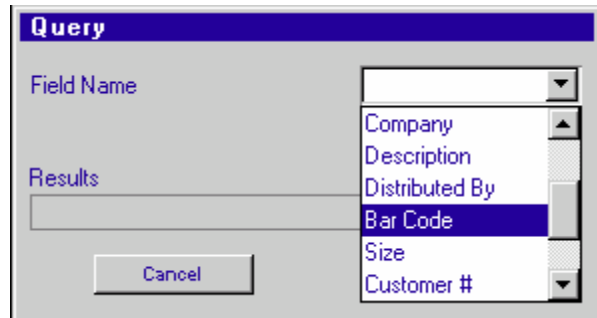 Query
Field Name
Company
Description
Distributed By
Results
Bar Code
Size
Cancel
Customer #